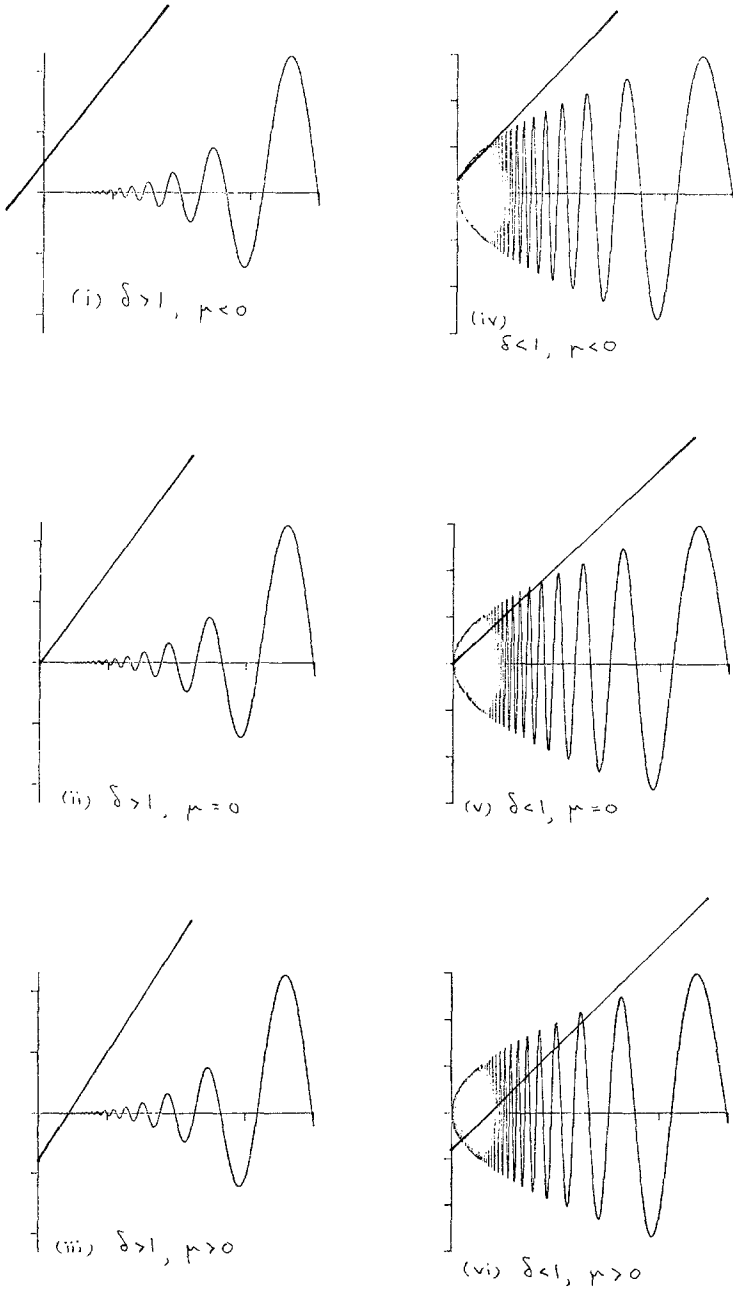 (i) δ>1, μ<0
(iv)
δ<1, μ<0
(ii) δ>1, μ=0
(v) δ<1, μ=0
(iii) δ>1, μ>0
(vi) δ<1, μ>0